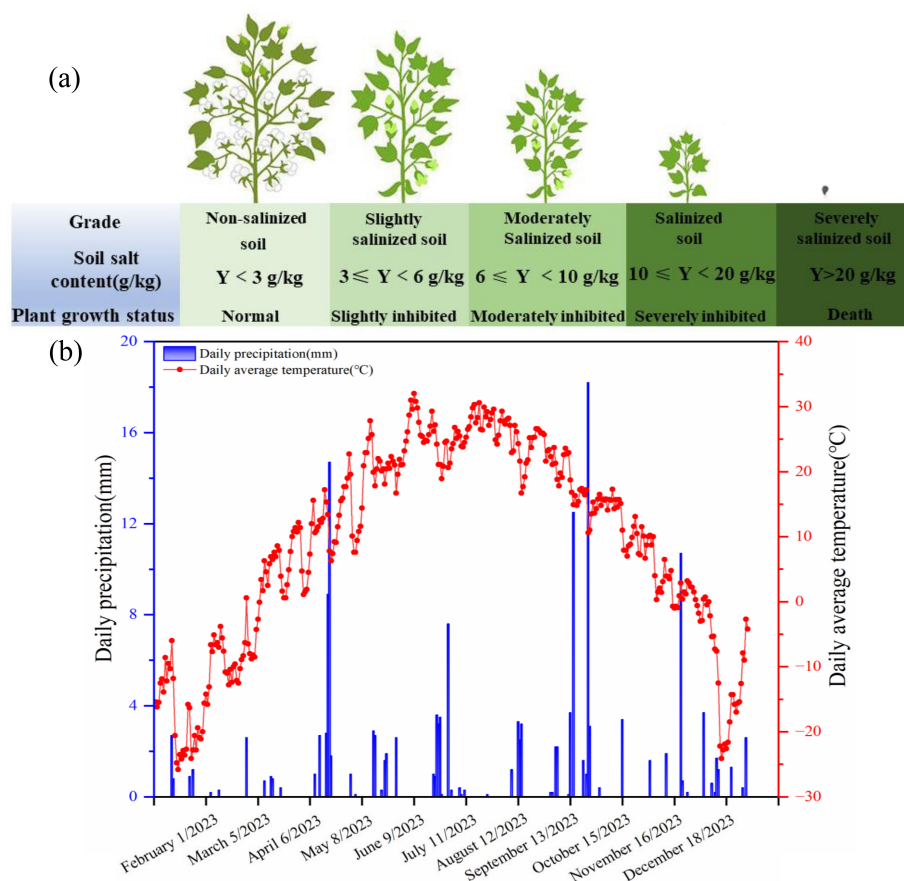 (a)
Grade
Non-salinized soil
Slightly salinized soil
Moderately Salinized soil
Salinized soil
Severely salinized soil
Soil salt content(g/kg)
Y < 3 g/kg
3 ≤ Y < 6 g/kg
6 ≤ Y < 10 g/kg
10 ≤ Y < 20 g/kg
Y>20 g/kg
Plant growth status
Normal
Slightly inhibited
Moderately inhibited
Severely inhibited
Death
(b)
Daily precipitation(mm)
Daily average temperature(℃)
Daily precipitation(mm)
20
16
12
8
4
0
40
30
20
10
0
−10
−20
−30
Daily average temperature(℃)
February 1/2023
March 5/2023
April 6/2023
May 8/2023
June 9/2023
July 11/2023
August 12/2023
September 13/2023
October 15/2023
November 16/2023
December 18/2023